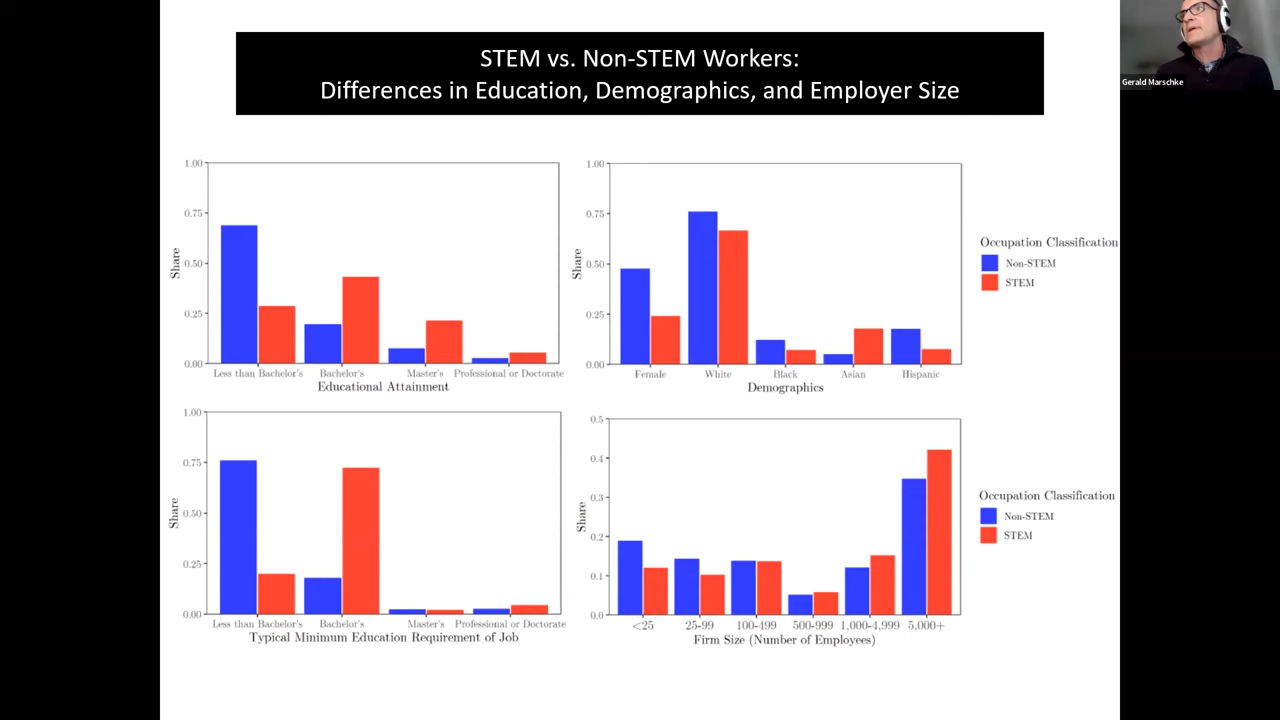 STEM vs. Non-STEM Workers:
Differences in Education, Demographics, and Employer Size
Gerald Marschke
1.00
0.75
0.50
0.25
0.00
Share
Less than Bachelor's
Bachelor's
Master's
Professional or Doctorate
Educational Attainment
1.00
0.75
0.50
0.25
0.00
Share
Female
White
Black
Asian
Hispanic
Demographics
Occupation Classification
Non-STEM
STEM
1.00
0.75
0.50
0.25
0.00
Share
Less than Bachelor's
Bachelor's
Master's
Professional or Doctorate
Typical Minimum Education Requirement of Job
0.5
0.4
0.3
0.2
0.1
0.0
Share
<25
25-99
100-499
500-999
1,000-4,999
5,000+
Firm Size (Number of Employees)
Occupation Classification
Non-STEM
STEM